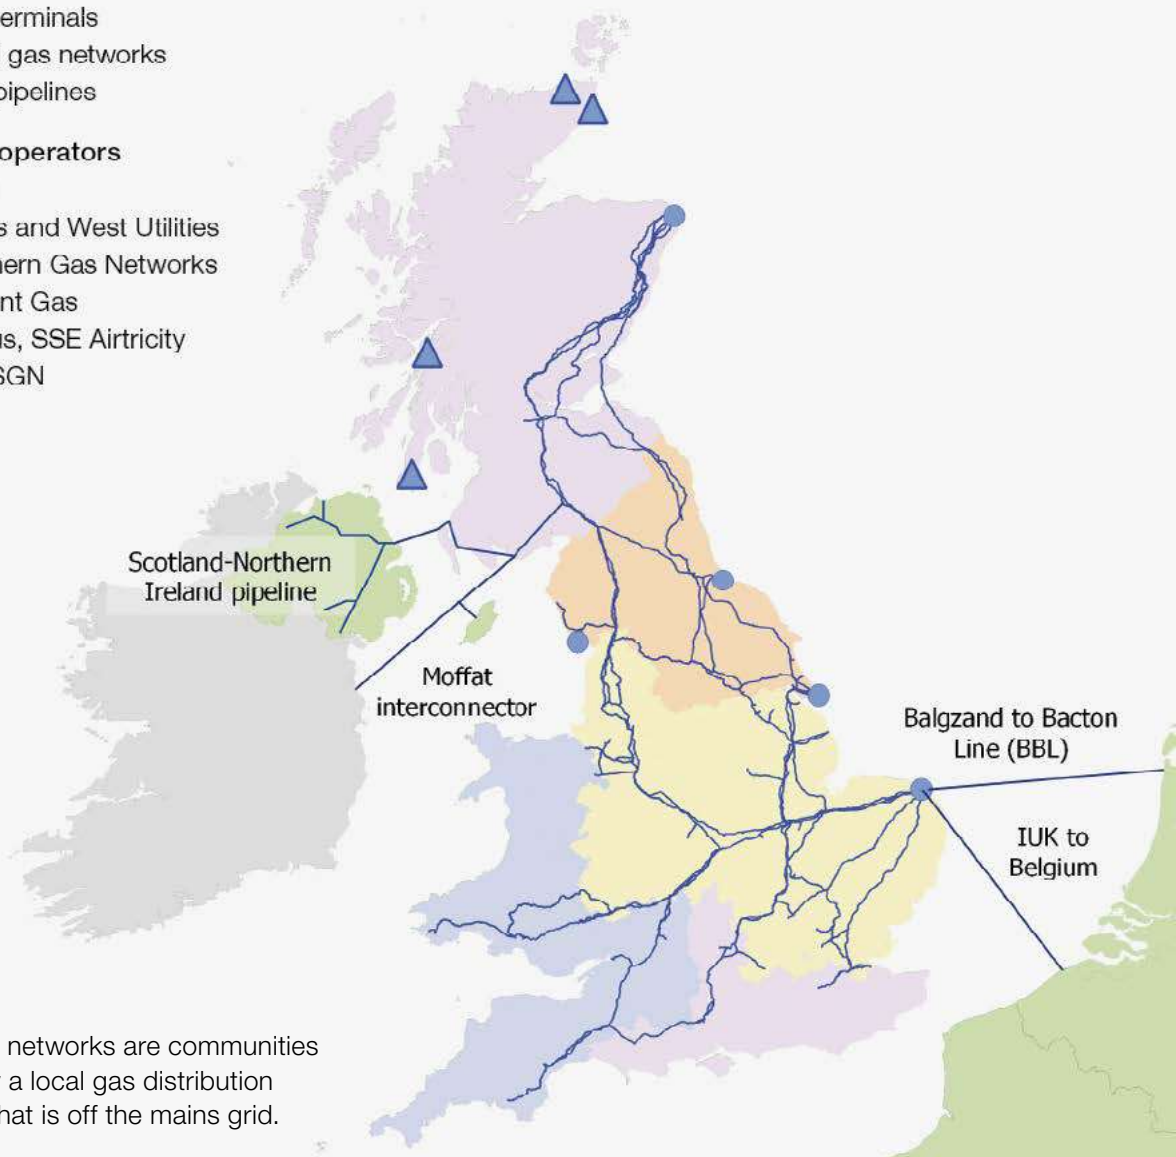 erminals
gas networks
pipelines
operators
s and West Utilities
hern Gas Networks
nt Gas
us, SSE Airtricity
SGN
Scotland-Northern
Ireland pipeline
Moffat
interconnector
Balgzand to Bacton
Line (BBL)
IUK to
Belgium
networks are communities
a local gas distribution
hat is off the mains grid.